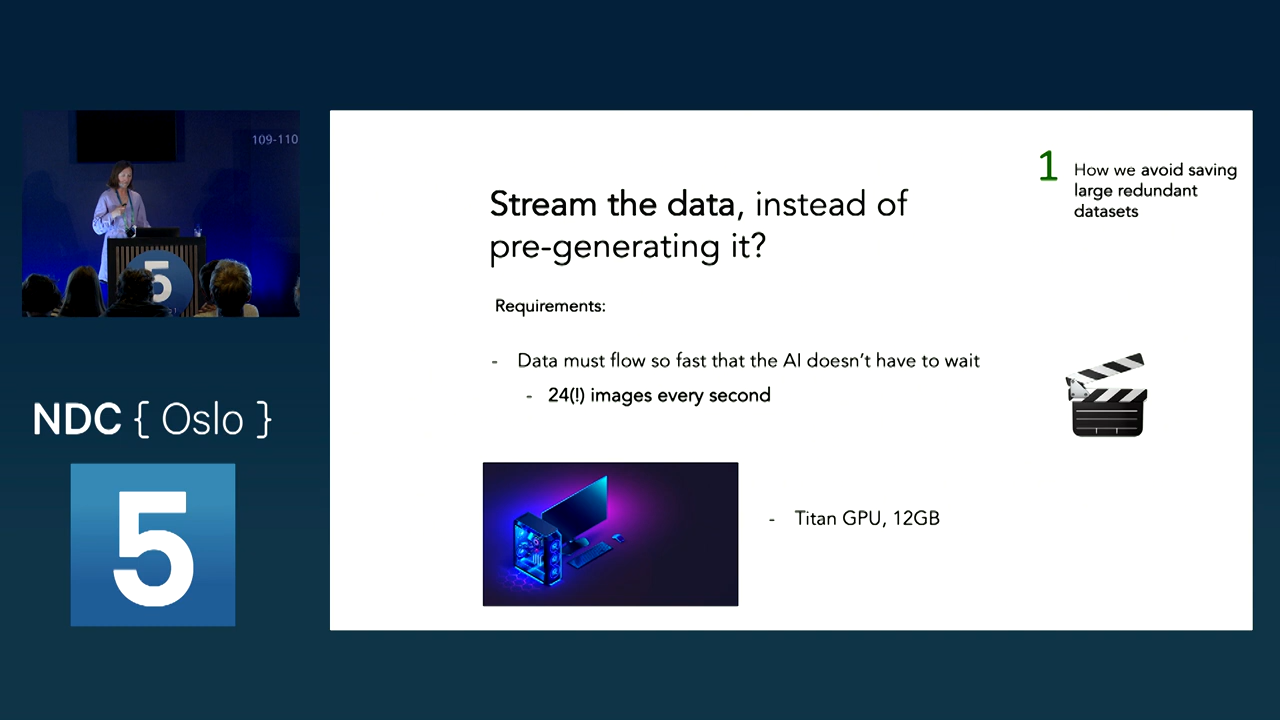 109-110
5
NDC { Oslo }
5
1
How we avoid saving
large redundant
datasets
Stream the data, instead of
pre-generating it?
Requirements:
- Data must flow so fast that the AI doesn’t have to wait
- 24(!) images every second
- Titan GPU, 12GB